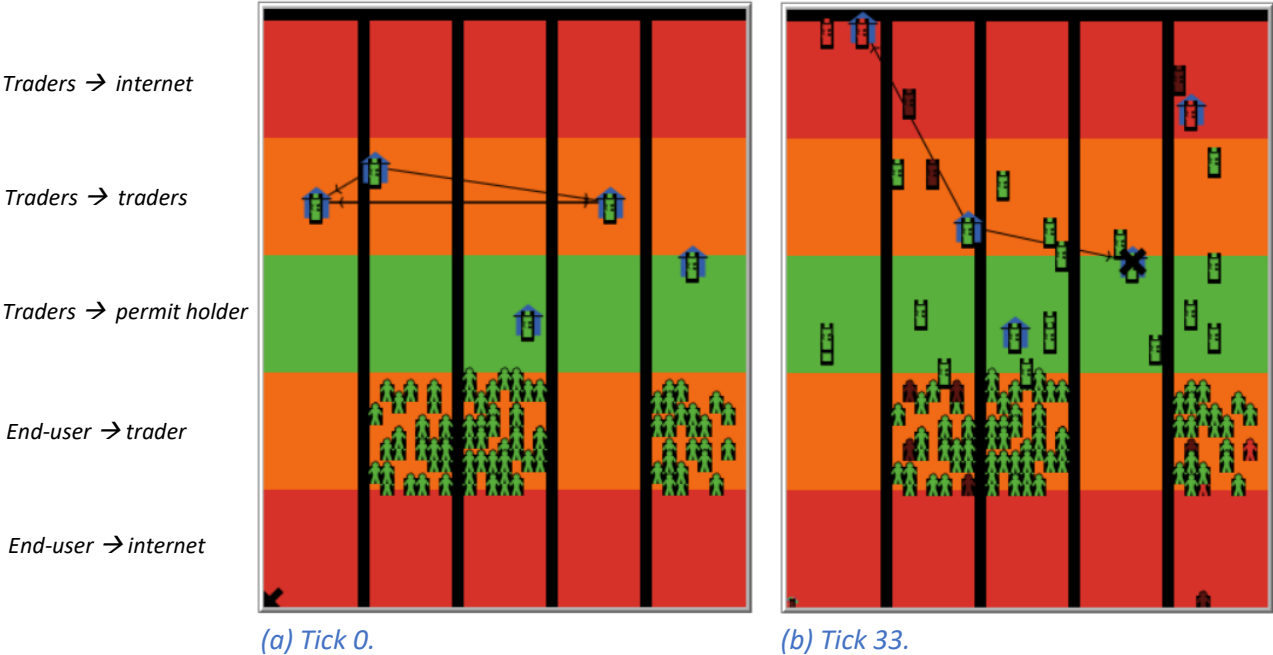 Traders → internet
Traders → traders
Traders → permit holder
End-user → trader
End-user → internet
(a) Tick 0.
(b) Tick 33.